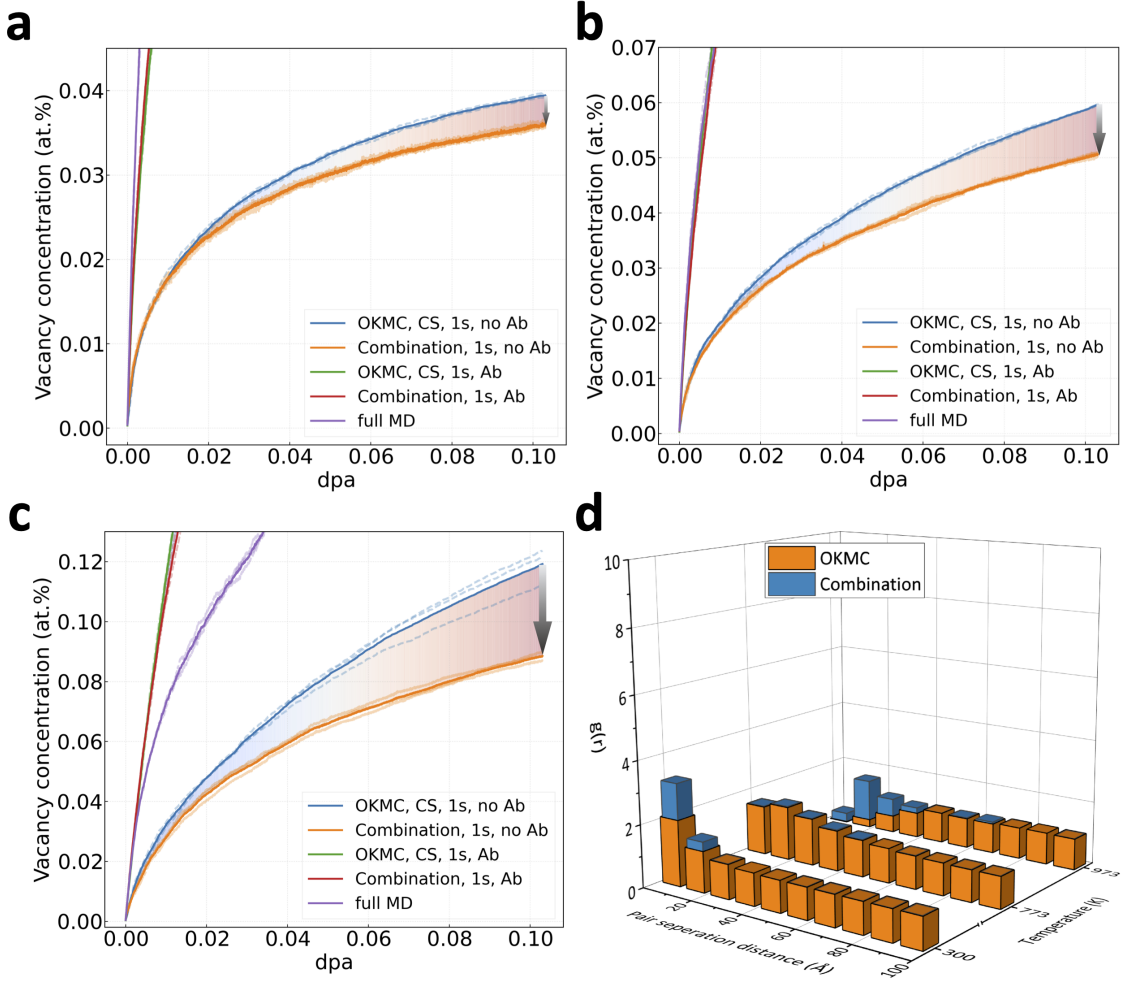 a
Vacancy concentration (at.%)
0.04
0.03
0.02
0.01
0.00
OKMC, CS, 1s, no Ab
Combination, 1s, no Ab
OKMC, CS, 1s, Ab
Combination, 1s, Ab
full MD
0.00 0.02 0.04 0.06 0.08 0.10
dpa
b
Vacancy concentration (at.%)
0.07
0.06
0.05
0.04
0.03
0.02
0.01
0.00
OKMC, CS, 1s, no Ab
Combination, 1s, no Ab
OKMC, CS, 1s, Ab
Combination, 1s, Ab
full MD
0.00 0.02 0.04 0.06 0.08 0.10
dpa
c
Vacancy concentration (at.%)
0.12
0.10
0.08
0.06
0.04
0.02
0.00
OKMC, CS, 1s, no Ab
Combination, 1s, no Ab
OKMC, CS, 1s, Ab
Combination, 1s, Ab
full MD
0.00 0.02 0.04 0.06 0.08 0.10
dpa
d
OKMC
Combination
10
8
6
4
2
0
g(r)
20 40 60 80 100
Pair seperation distance (Å)
300 773 973
Temperature (K)